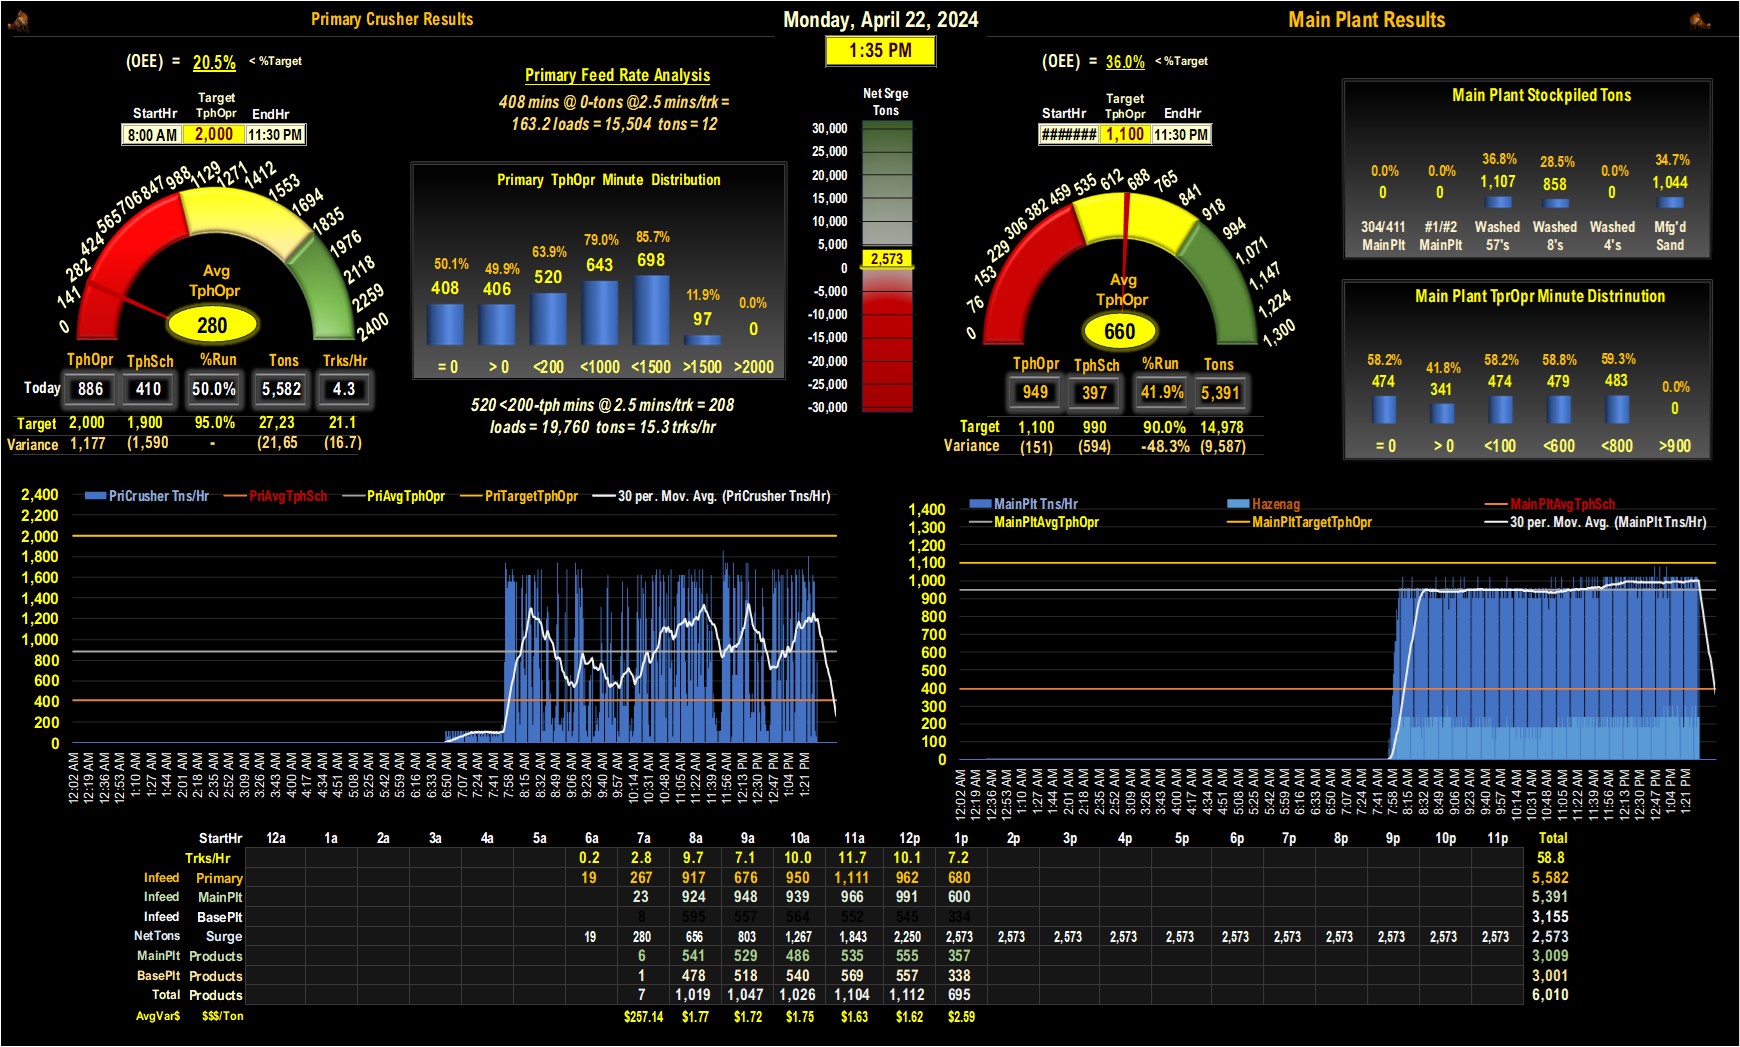 Primary Crusher Results
Monday, April 22, 2024
Main Plant Results
1:35 PM
(OEE) = 20.5% < %Target
StartHr Target TphOpr EndHr
8:00 AM 2,000 11:30 PM
0 141 282 424 565 706 847 988 1129 1271 1412 1553 1694 1835 1976 2118 2259 2400
Avg
TphOpr
280
TphOpr TphSch %Run Tons Trks/Hr
Today 886 410 50.0% 5,582 4.3
Target 2,000 1,900 95.0% 27,23 21.1
Variance 1,177 (1,590 - (21,65 (16.7)
Primary Feed Rate Analysis
408 mins @ 0-tons @2.5 mins/trk =
163.2 loads = 15,504 tons = 12
Primary TphOpr Minute Distribution
50.1% 49.9% 63.9% 79.0% 85.7% 11.9% 0.0%
408 406 520 643 698 97 0
= 0 > 0 <200 <1000 <1500 >1500 >2000
520 <200-tph mins @ 2.5 mins/trk = 208
loads = 19,760 tons = 15.3 trks/hr
Net Srge
Tons
30,000
25,000
20,000
15,000
10,000
5,000
2,573
0
-5,000
-10,000
-15,000
-20,000
-25,000
-30,000
(OEE) = 36.0% < %Target
StartHr Target TphOpr EndHr
####### 1,100 11:30 PM
0 76 153 229 306 382 459 535 612 688 765 841 918 994 1,071 1,147 1,224 1,300
Avg
TphOpr
660
TphOpr TphSch %Run Tons
949 397 41.9% 5,391
Target 1,100 990 90.0% 14,978
Variance (151) (594) -48.3% (9,587)
Main Plant Stockpiled Tons
0.0% 0.0% 36.8% 28.5% 0.0% 34.7%
0 0 1,107 858 0 1,044
304/411 #1/#2 Washed Washed Washed Mfg'd
MainPlt MainPlt 57's 8's 4's Sand
Main Plant TprOpr Minute Distrinution
58.2% 41.8% 58.2% 58.8% 59.3% 0.0%
474 341 474 479 483 0
= 0 > 0 <100 <600 <800 >900
PriCrusher Tns/Hr PriAvgTphSch PriAvgTphOpr PriTargetTphOpr 30 per. Mov. Avg. (PriCrusher Tns/Hr)
2,400
2,200
2,000
1,800
1,600
1,400
1,200
1,000
800
600
400
200
0
12:02 AM 12:19 AM 12:36 AM 12:53 AM 1:10 AM 1:27 AM 1:44 AM 2:01 AM 2:18 AM 2:35 AM 2:52 AM 3:09 AM 3:26 AM 3:43 AM 4:00 AM 4:17 AM 4:34 AM 4:51 AM 5:08 AM 5:25 AM 5:42 AM 5:59 AM 6:16 AM 6:33 AM 6:50 AM 7:07 AM 7:24 AM 7:41 AM 7:58 AM 8:15 AM 8:32 AM 8:49 AM 9:06 AM 9:23 AM 9:40 AM 9:57 AM 10:14 AM 10:31 AM 10:48 AM 11:05 AM 11:22 AM 11:39 AM 11:56 AM 12:13 PM 12:30 PM 12:47 PM 1:04 PM 1:21 PM
MainPlt Tns/Hr Hazenag MainPltAvgTphSch
MainPltAvgTphOpr MainPltTargetTphOpr 30 per. Mov. Avg. (MainPlt Tns/Hr)
1,400
1,300
1,200
1,100
1,000
900
800
700
600
500
400
300
200
100
0
12:02 AM 12:19 AM 12:36 AM 12:53 AM 1:10 AM 1:27 AM 1:44 AM 2:01 AM 2:18 AM 2:35 AM 2:52 AM 3:09 AM 3:26 AM 3:43 AM 4:00 AM 4:17 AM 4:34 AM 4:51 AM 5:08 AM 5:25 AM 5:42 AM 5:59 AM 6:16 AM 6:33 AM 6:50 AM 7:07 AM 7:24 AM 7:41 AM 7:58 AM 8:15 AM 8:32 AM 8:49 AM 9:06 AM 9:23 AM 9:40 AM 9:57 AM 10:14 AM 10:31 AM 10:48 AM 11:05 AM 11:22 AM 11:39 AM 11:56 AM 12:13 PM 12:30 PM 12:47 PM 1:04 PM 1:21 PM
StartHr 12a 1a 2a 3a 4a 5a 6a 7a 8a 9a 10a 11a 12p 1p 2p 3p 4p 5p 6p 7p 8p 9p 10p 11p Total
Trks/Hr 0.2 2.8 9.7 7.1 10.0 11.7 10.1 7.2 58.8
Infeed Primary 19 267 917 676 950 1,111 962 680 5,582
Infeed MainPlt 23 924 948 939 966 991 600 5,391
Infeed BasePlt 8 595 557 564 552 545 334 3,155
NetTons Surge 19 280 656 803 1,267 1,843 2,250 2,573 2,573 2,573 2,573 2,573 2,573 2,573 2,573 2,573 2,573 2,573 2,573
MainPlt Products 6 541 529 486 535 555 357 3,009
BasePlt Products 1 478 518 540 569 557 338 3,001
Total Products 7 1,019 1,047 1,026 1,104 1,112 695 6,010
AvgVar$ $$$/Ton $257.14 $1.77 $1.72 $1.75 $1.63 $1.62 $2.59